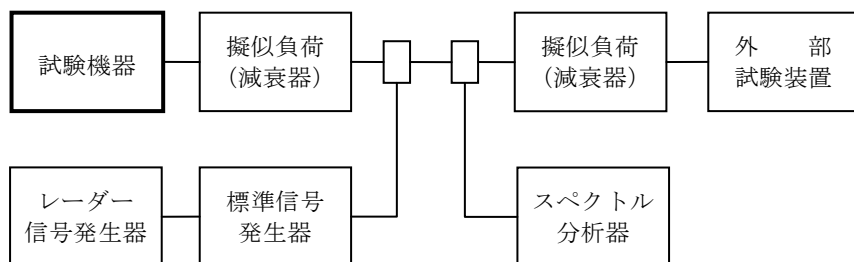 試験機器
擬似負荷
(減衰器)
擬似負荷
(減衰器)
外　　部
試験装置
レーダー
信号発生器
標準信号
発生器
スペクトル
分析器